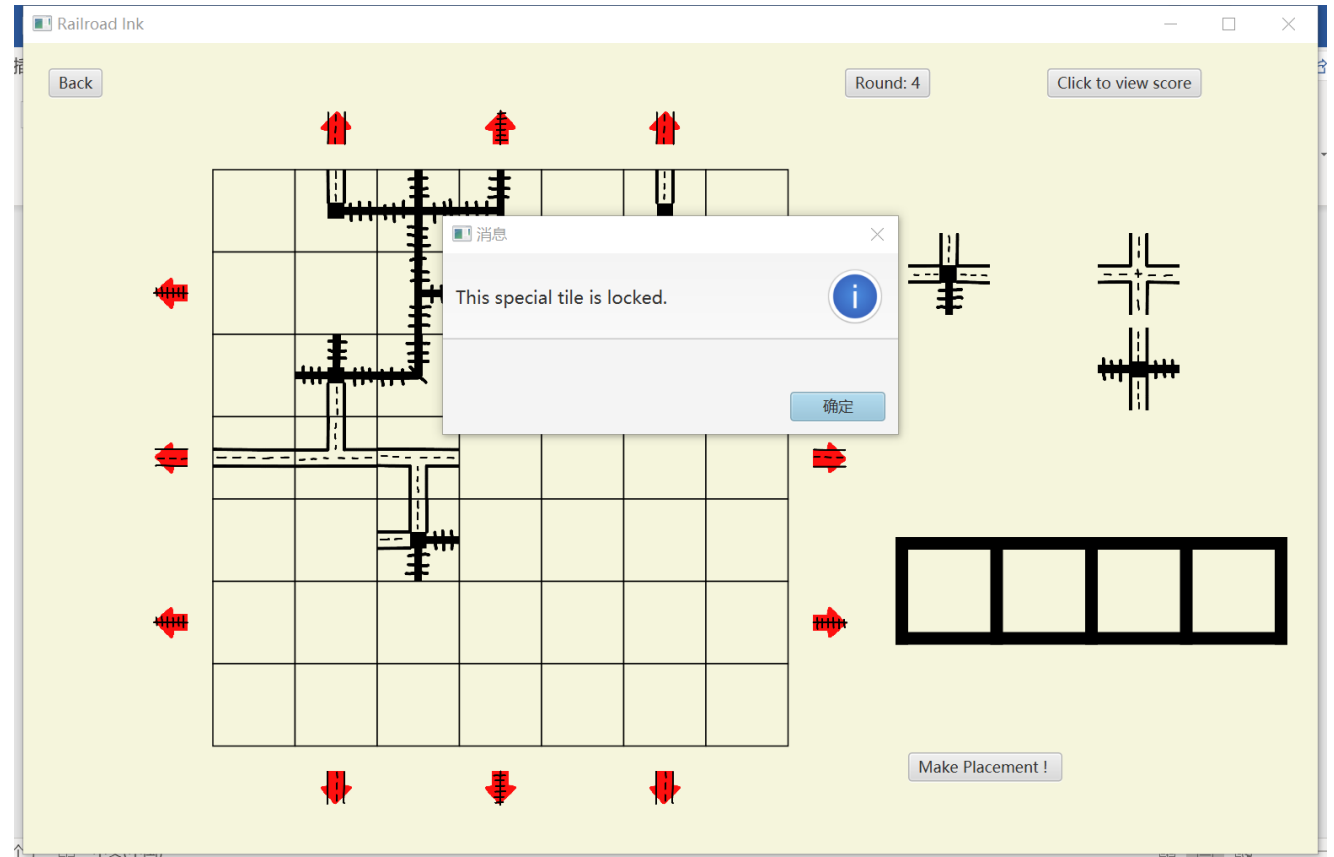 Railroad Ink
Back
Round: 4
Click to view score
消息
This special tile is locked.
确定
Make Placement !